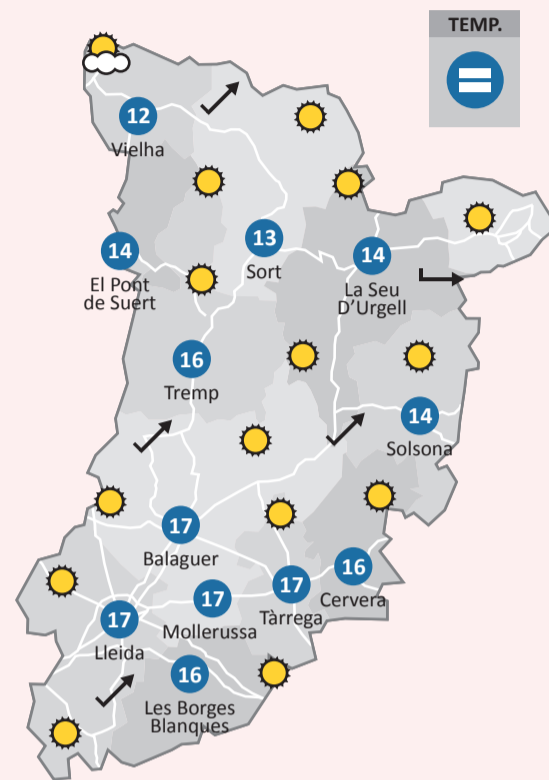 TEMP.
12
Vielha
13
Sort
14
El Pont
de Suert
14
La Seu
D'Urgell
16
Tremp
14
Solsona
17
Balaguer
16
Cervera
17
Tàrrega
17
Mollerussa
17
Lleida
16
Les Borges
Blanques